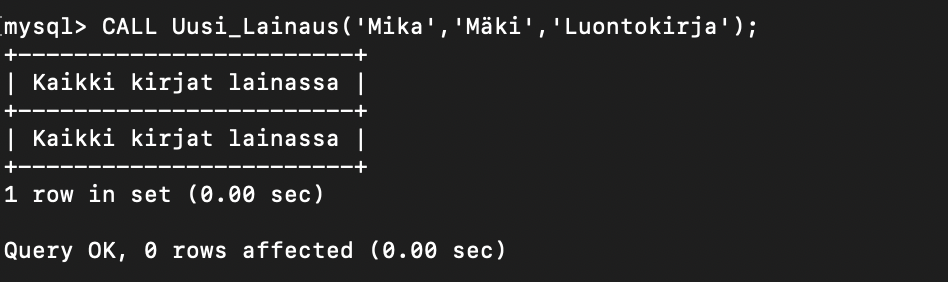 mysql> CALL Uusi_Lainaus('Mika','Mäki','Luontokirja');
+------------------------+
| Kaikki kirjat lainassa |
+------------------------+
| Kaikki kirjat lainassa |
+------------------------+
1 row in set (0.00 sec)
Query OK, 0 rows affected (0.00 sec)